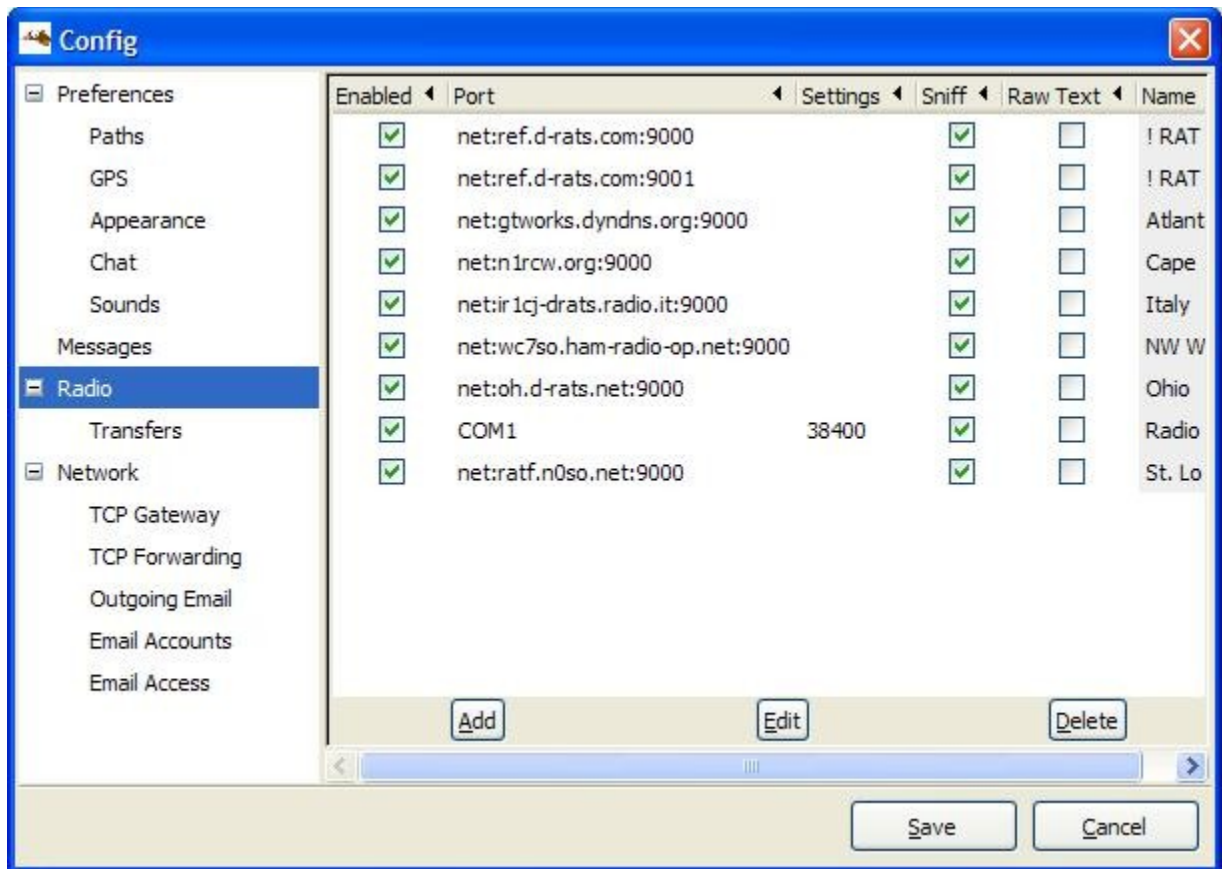 Config
Preferences
Paths
GPS
Appearance
Chat
Sounds
Messages
Radio
Transfers
Network
TCP Gateway
TCP Forwarding
Outgoing Email
Email Accounts
Email Access
Enabled Port Settings Sniff Raw Text Name
net:ref.d-rats.com:9000 ! RAT
net:ref.d-rats.com:9001 ! RAT
net:gtworks.dyndns.org:9000 Atlant
net:n1rcw.org:9000 Cape
net:ir1cj-drats.radio.it:9000 Italy
net:wc7so.ham-radio-op.net:9000 NW W
net:oh.d-rats.net:9000 Ohio
COM1 38400 Radio
net:ratf.n0so.net:9000 St. Lo
Add Edit Delete
Save Cancel